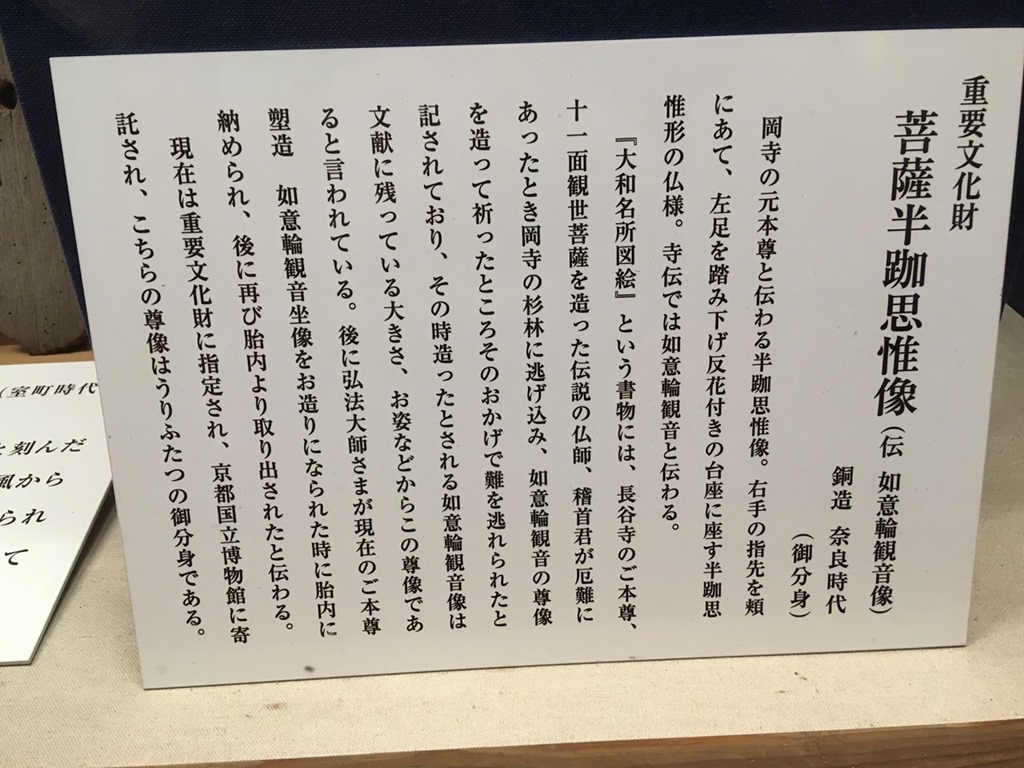 重要文化財
菩薩半跏思惟像（伝 如意輪観音像）
銅造 奈良時代
（御分身）
岡寺の元本尊と伝わる半跏思惟像。右手の指先を頬
にあて、左足を踏み下げ反花付きの台座に座す半跏思
惟形の仏様。寺伝では如意輪観音と伝わる。
『大和名所図絵』という書物には、長谷寺のご本尊、
十一面観世菩薩を造った伝説の仏師、稽首君が厄難に
あったとき岡寺の杉林に逃げ込み、如意輪観音の尊像
を造って祈ったところそのおかげで難を逃れられたと
記されており、その時造ったとされる如意輪観音像は
文献に残っている大きさ、お姿などからこの尊像であ
ると言われている。後に弘法大師さまが現在のご本尊
塑造 如意輪観音坐像をお造りになられた時に胎内に
納められ、後に再び胎内より取り出されたと伝わる。
現在は重要文化財に指定され、京都国立博物館に寄
託され、こちらの尊像はうりふたつの御分身である。
（室町時代
刻んだ
風から
られ
て